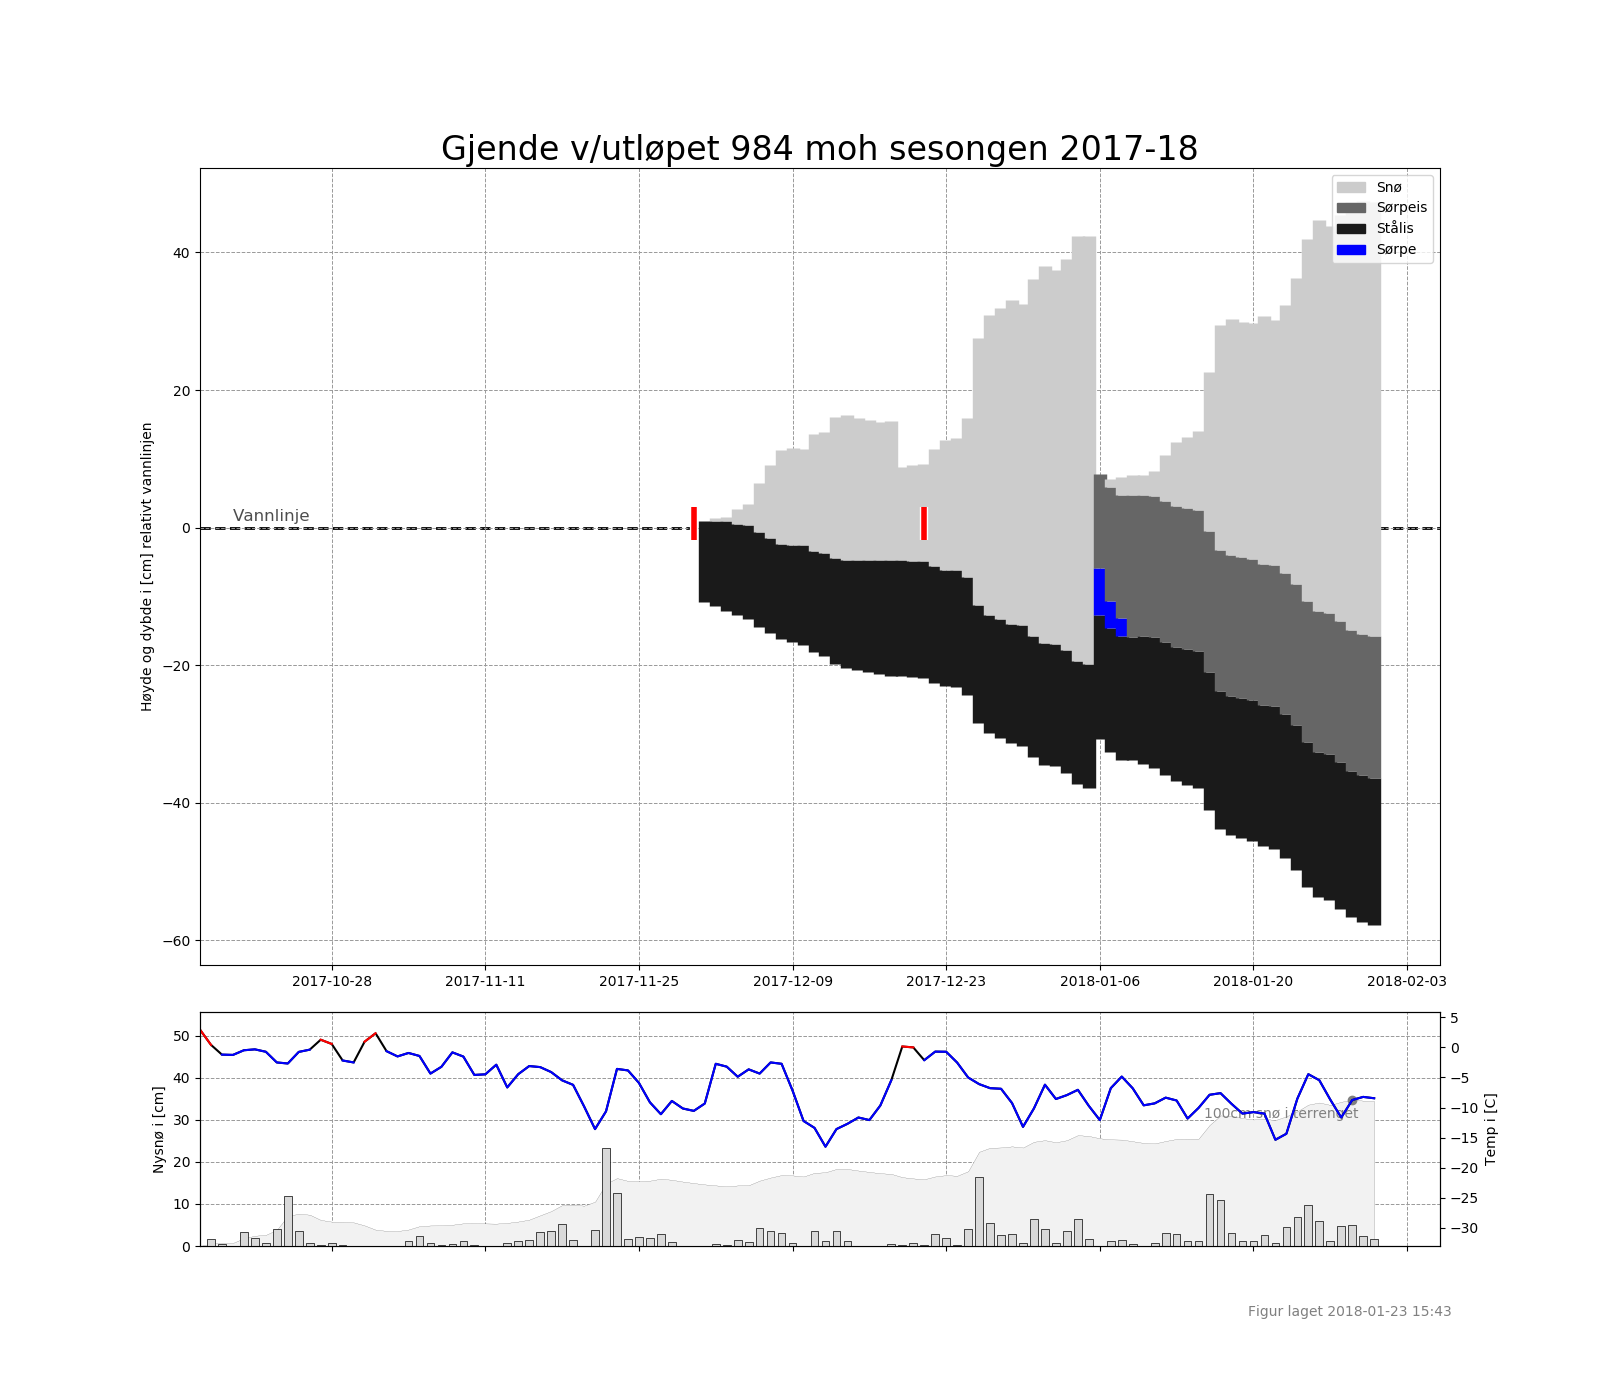 Gjende v/utløpet 984 moh sesongen 2017-18
Høyde og dybde i [cm] relativt vannlinjen
40
20
0
−20
−40
−60
Vannlinje
Snø
Sørpeis
Stålis
Sørpe
2017-10-28 2017-11-11 2017-11-25 2017-12-09 2017-12-23 2018-01-06 2018-01-20 2018-02-03
Nysnø i [cm]
50
40
30
20
10
0
100cm snø i terrenget
5
0
−5
−10
−15
−20
−25
−30
Temp i [C]
Figur laget 2018-01-23 15:43